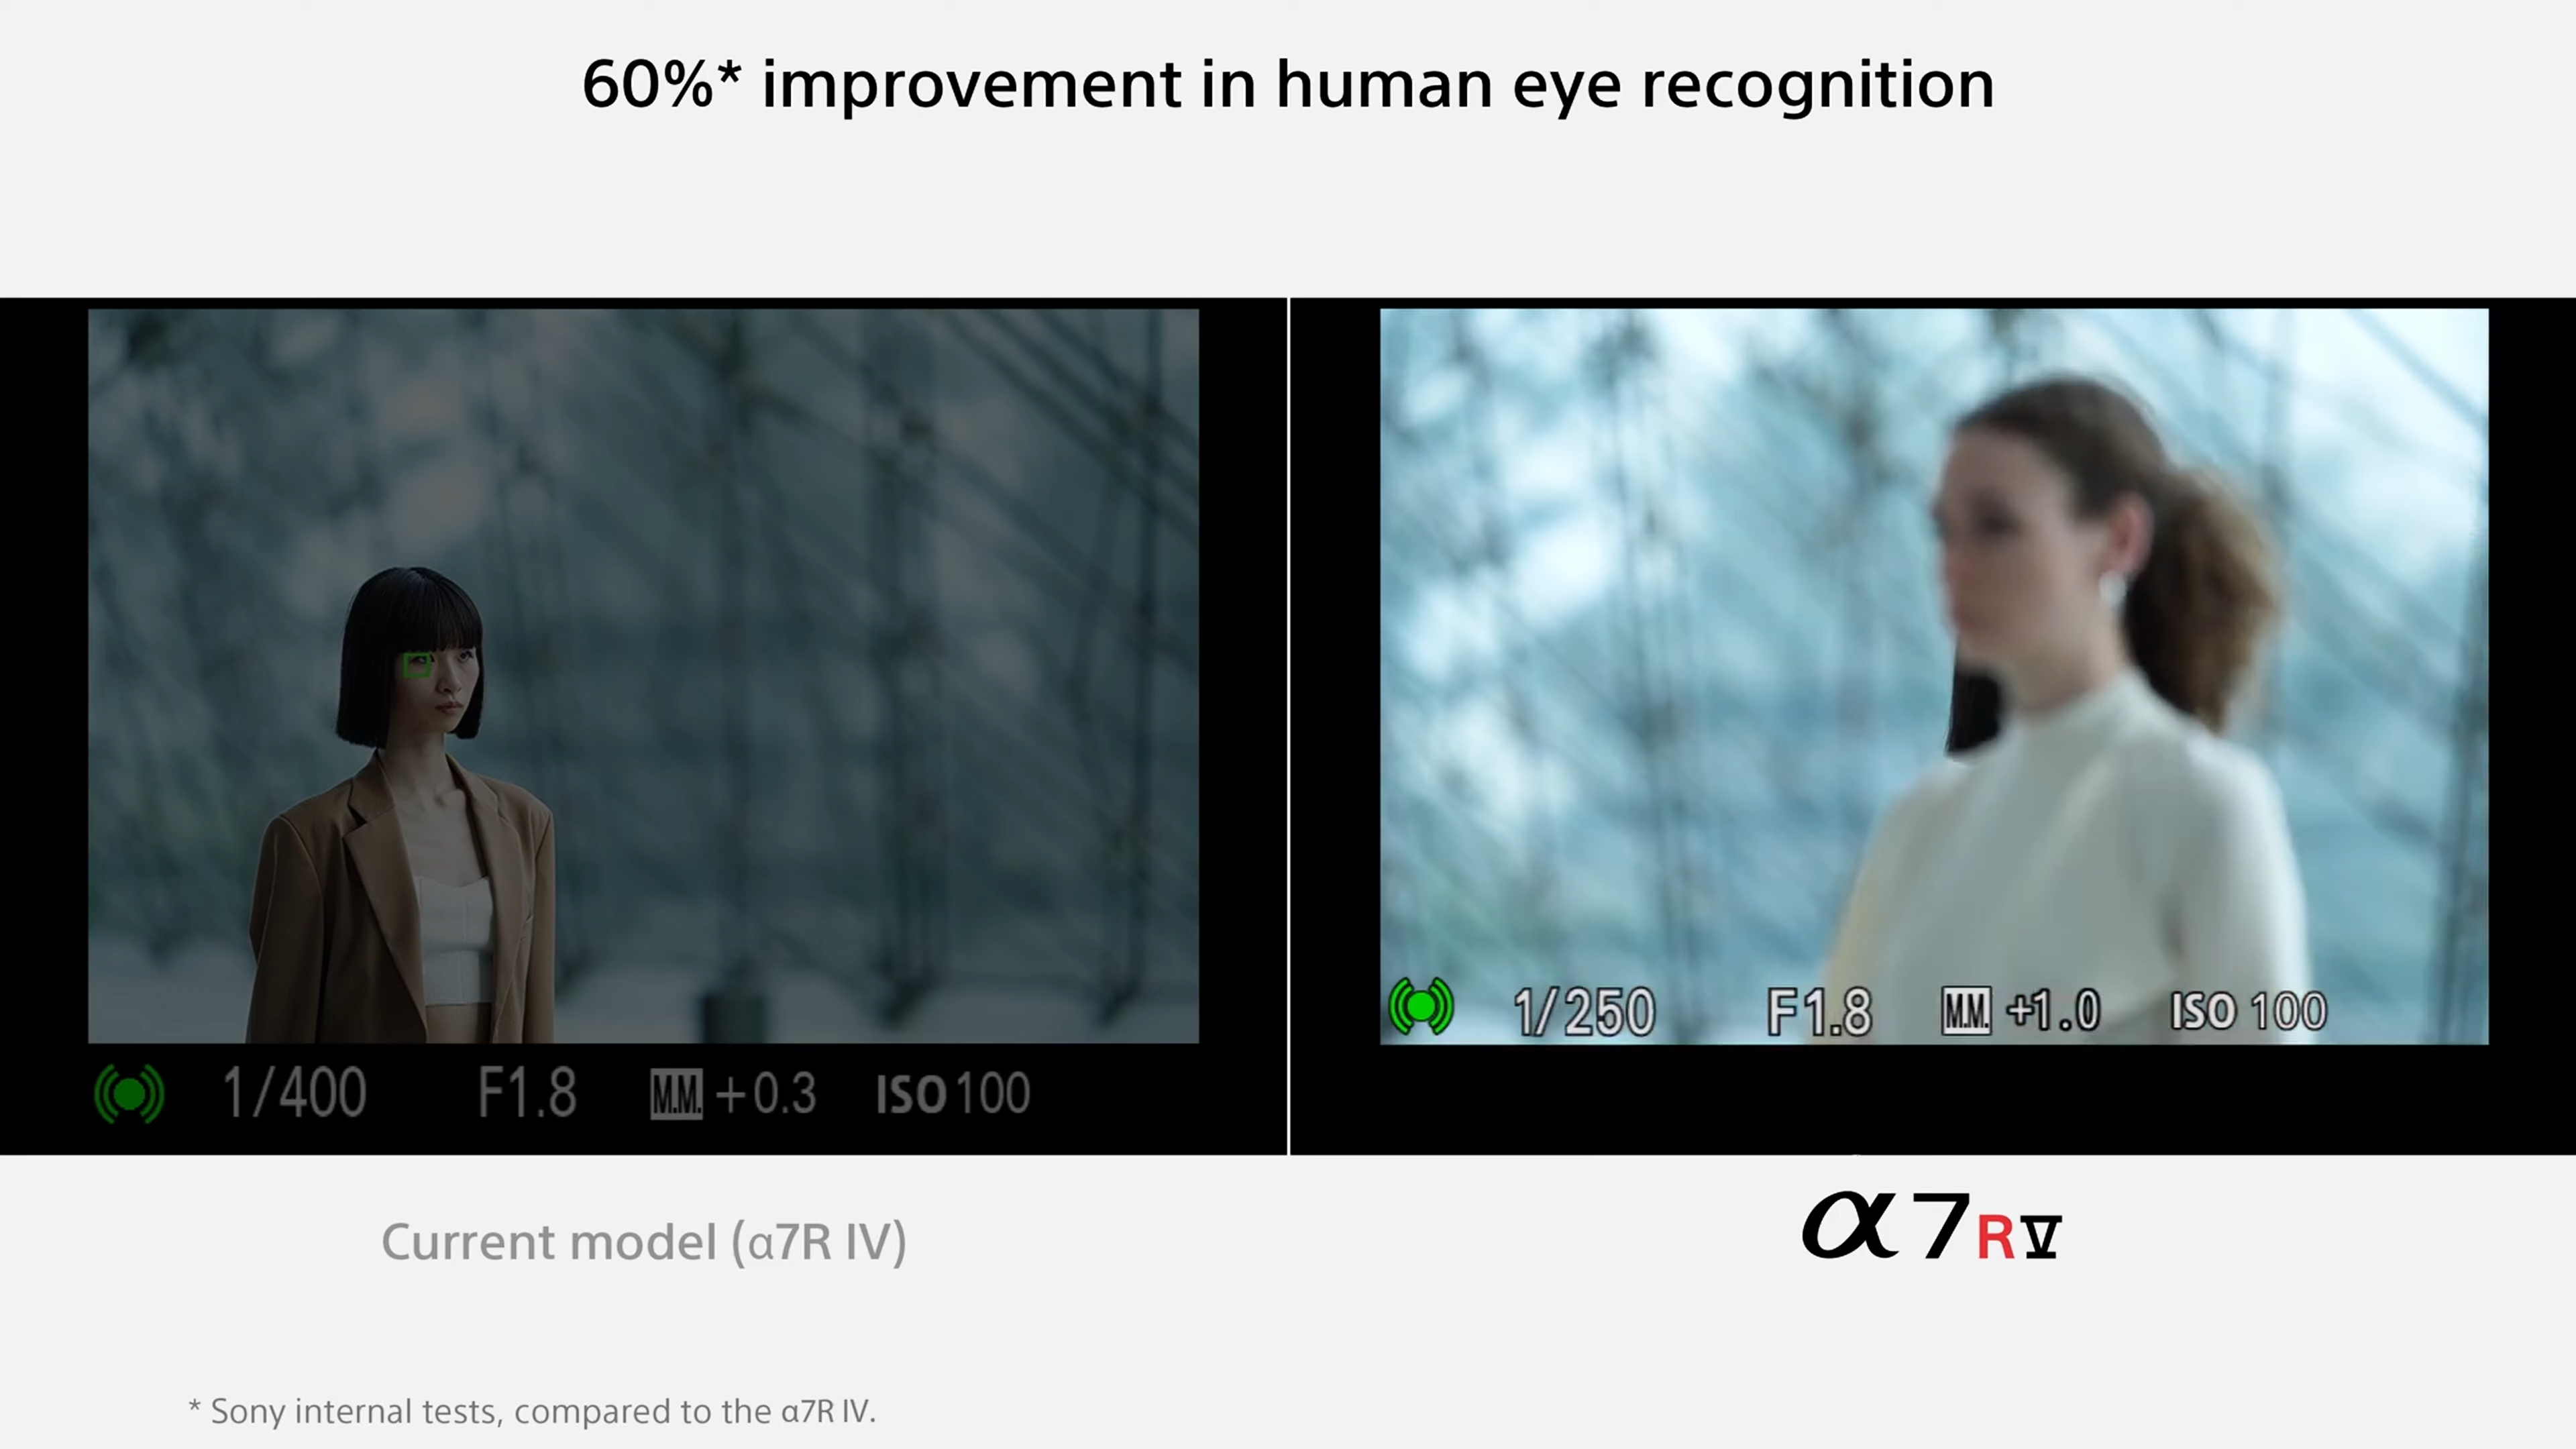 60%* improvement in human eye recognition
1/400 F1.8 M.M. +0.3 ISO 100
1/250 F1.8 M.M. +1.0 ISO 100
Current model (α7R IV)
α7RV
* Sony internal tests, compared to the α7R IV.